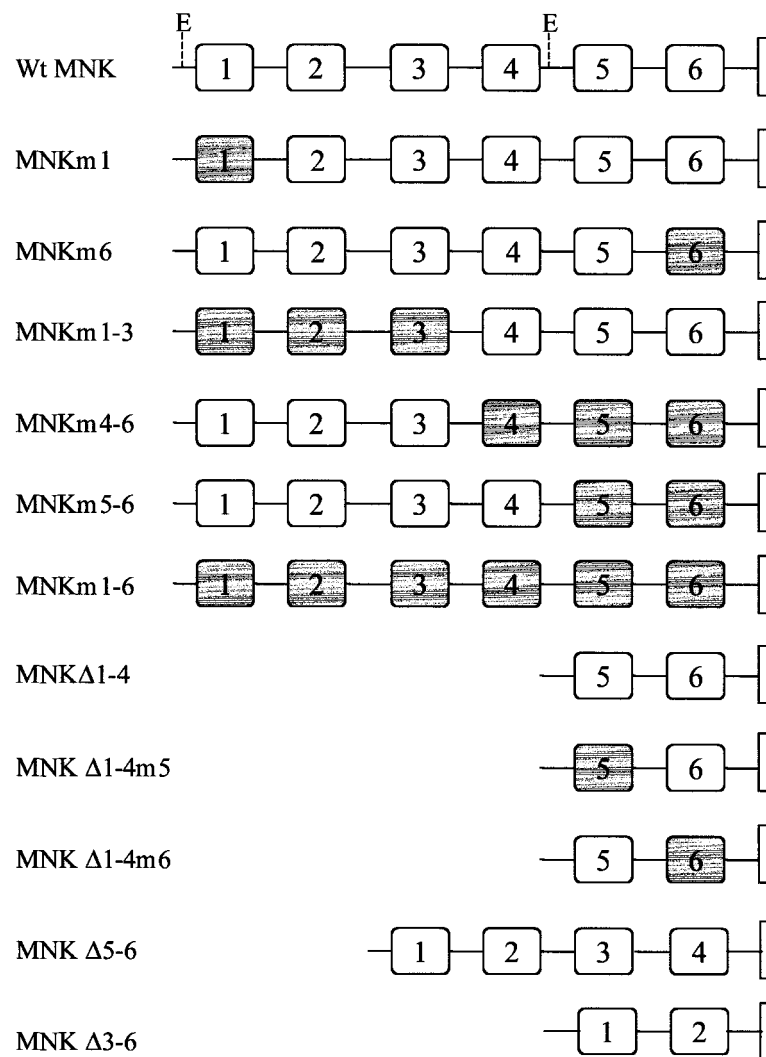 E E
Wt MNK 1 2 3 4 5 6
MNKm1 1 2 3 4 5 6
MNKm6 1 2 3 4 5 6
MNKm1-3 1 2 3 4 5 6
MNKm4-6 1 2 3 4 5 6
MNKm5-6 1 2 3 4 5 6
MNKm1-6 1 2 3 4 5 6
MNKΔ1-4 5 6
MNK Δ1-4m5 5 6
MNK Δ1-4m6 5 6
MNK Δ5-6 1 2 3 4
MNK Δ3-6 1 2